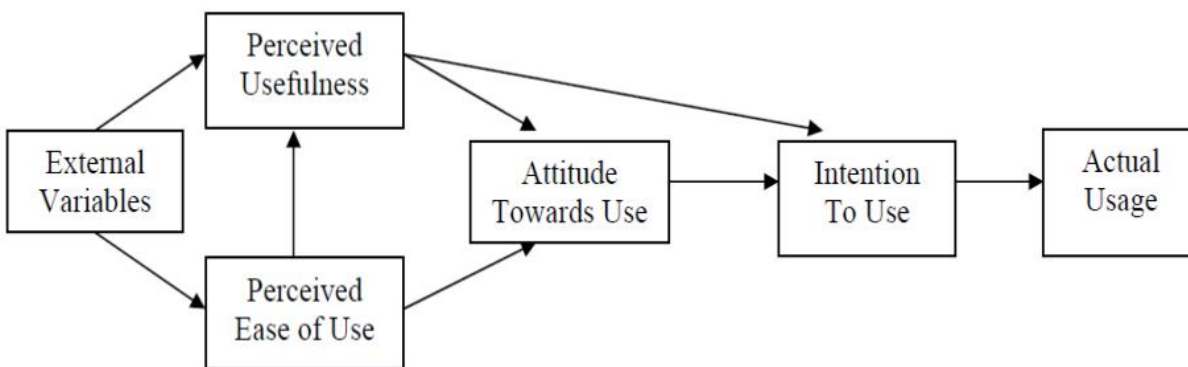 Perceived
Usefulness
External
Variables
Perceived
Ease of Use
Attitude
Towards Use
Intention
To Use
Actual
Usage